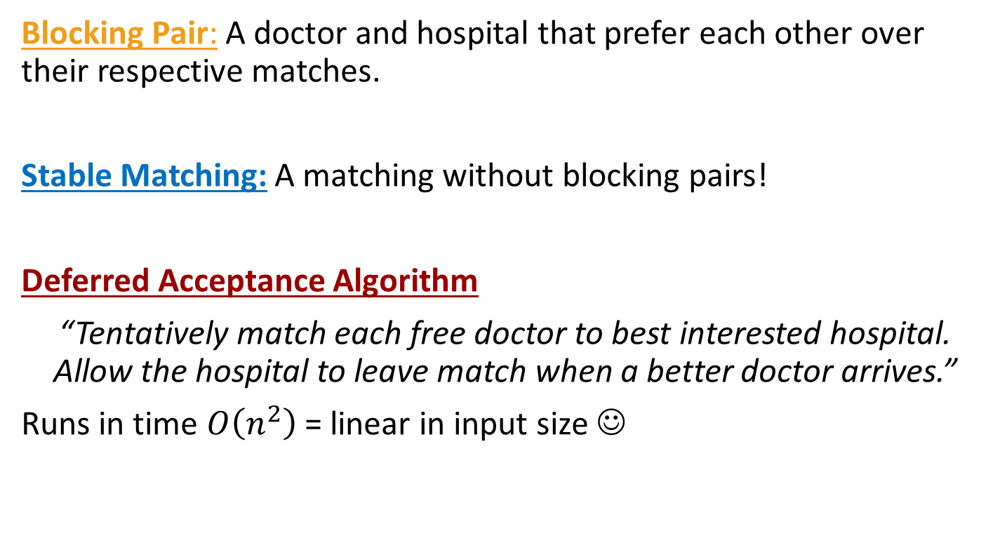 Blocking Pair: A doctor and hospital that prefer each other over
their respective matches.
Stable Matching: A matching without blocking pairs!
Deferred Acceptance Algorithm
“Tentatively match each free doctor to best interested hospital.
Allow the hospital to leave match when a better doctor arrives.”
Runs in time O(n²) = linear in input size ☺